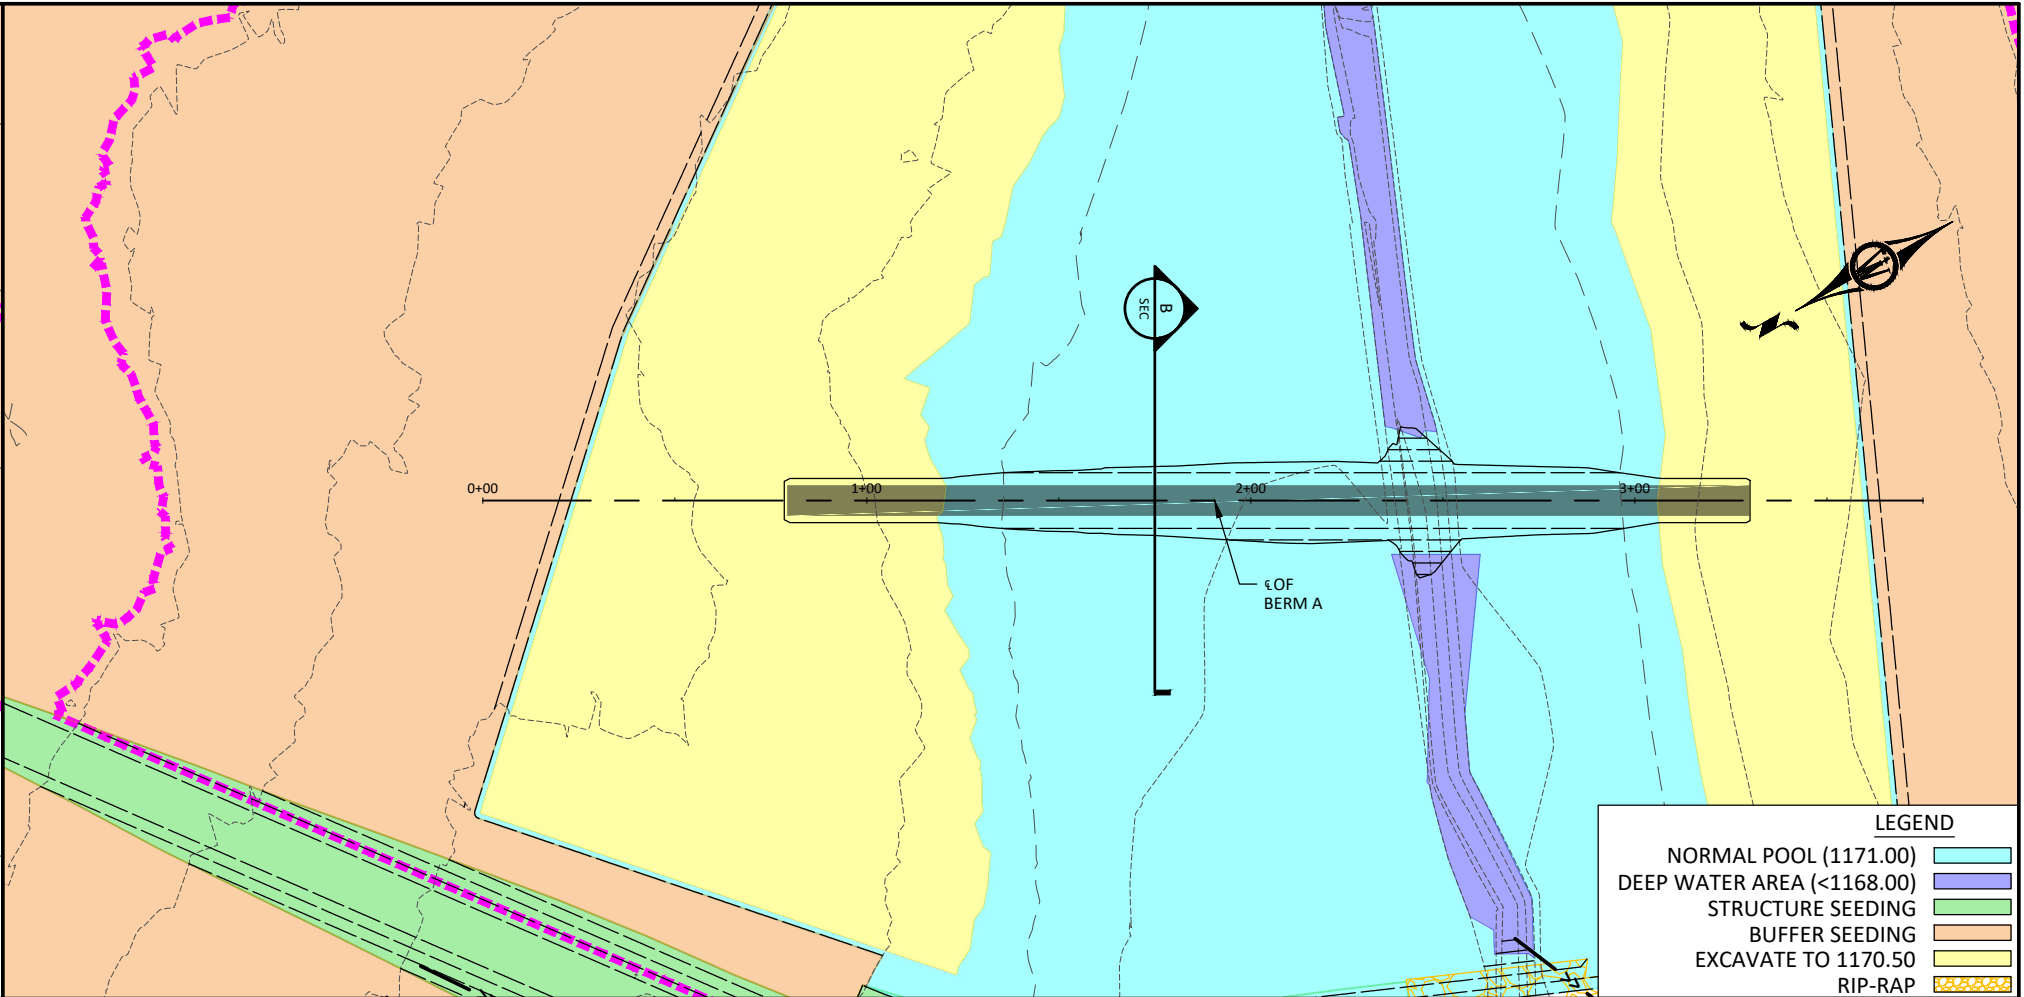 B
SEC
0+00
1+00
2+00
3+00
℄ OF
BERM A
N
LEGEND
NORMAL POOL (1171.00)
DEEP WATER AREA (<1168.00)
STRUCTURE SEEDING
BUFFER SEEDING
EXCAVATE TO 1170.50
RIP-RAP